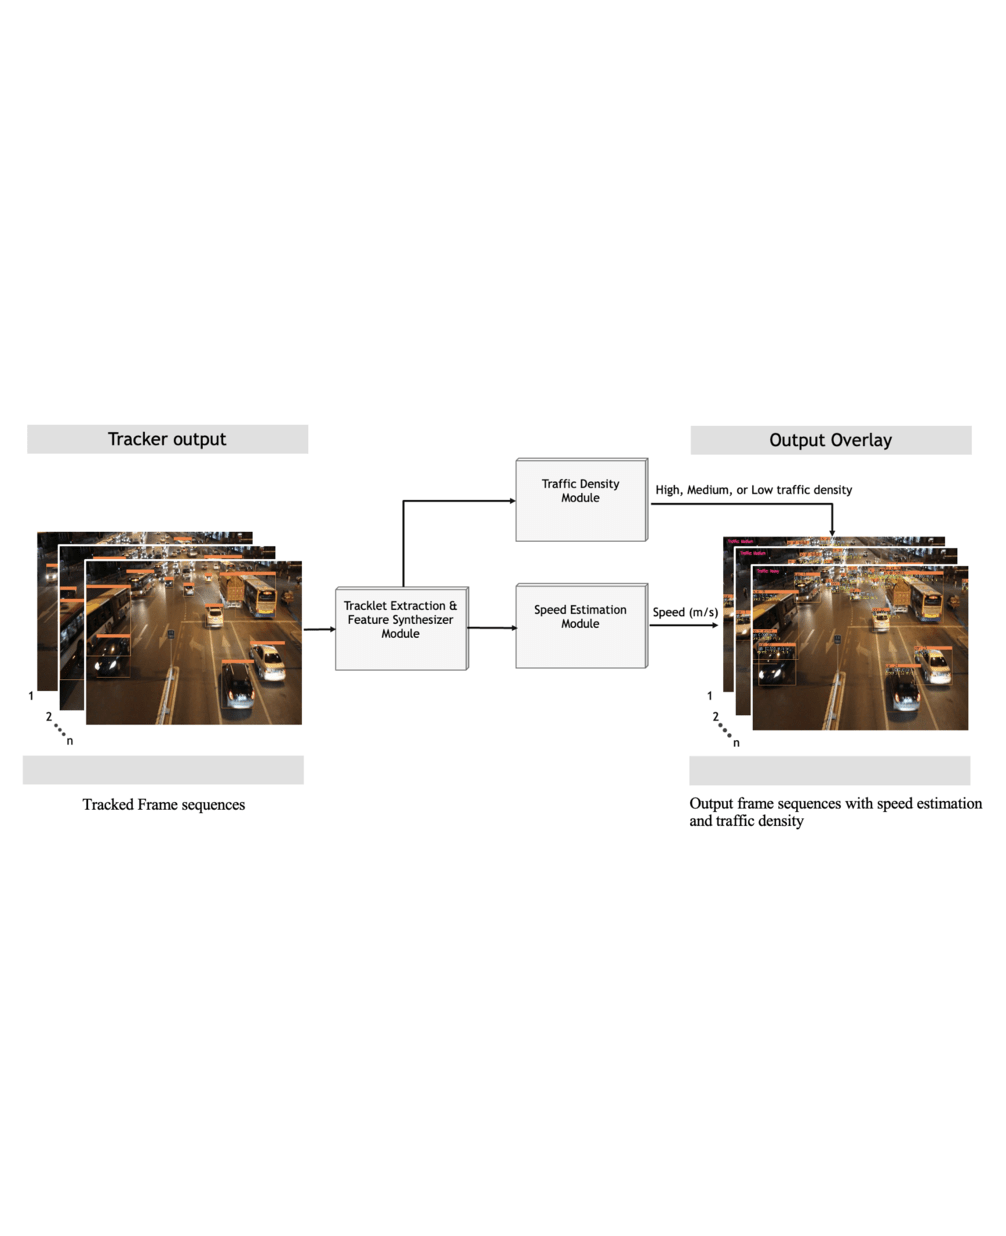 Tracker output
Output Overlay
Traffic Density
Module
High, Medium, or Low traffic density
Tracklet Extraction &
Feature Synthesizer
Module
Speed Estimation
Module
Speed (m/s)
1
2
n
1
2
n
Tracked Frame sequences
Output frame sequences with speed estimation
and traffic density